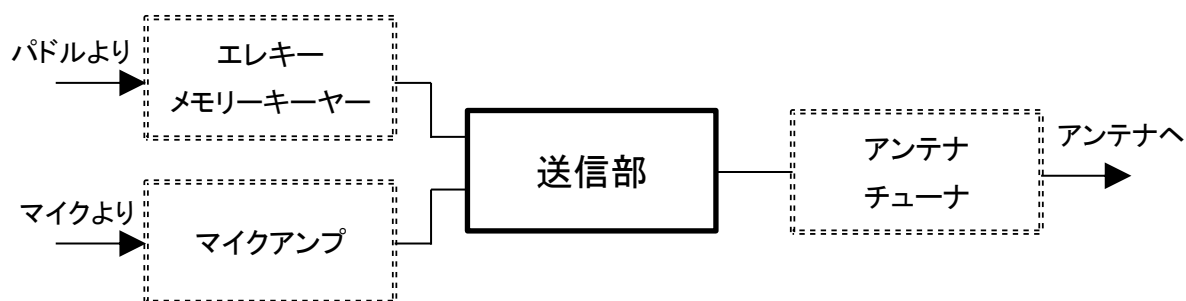 パドルより
エレキー
メモリーキーヤー
マイクより
マイクアンプ
送信部
アンテナ
チューナ
アンテナへ